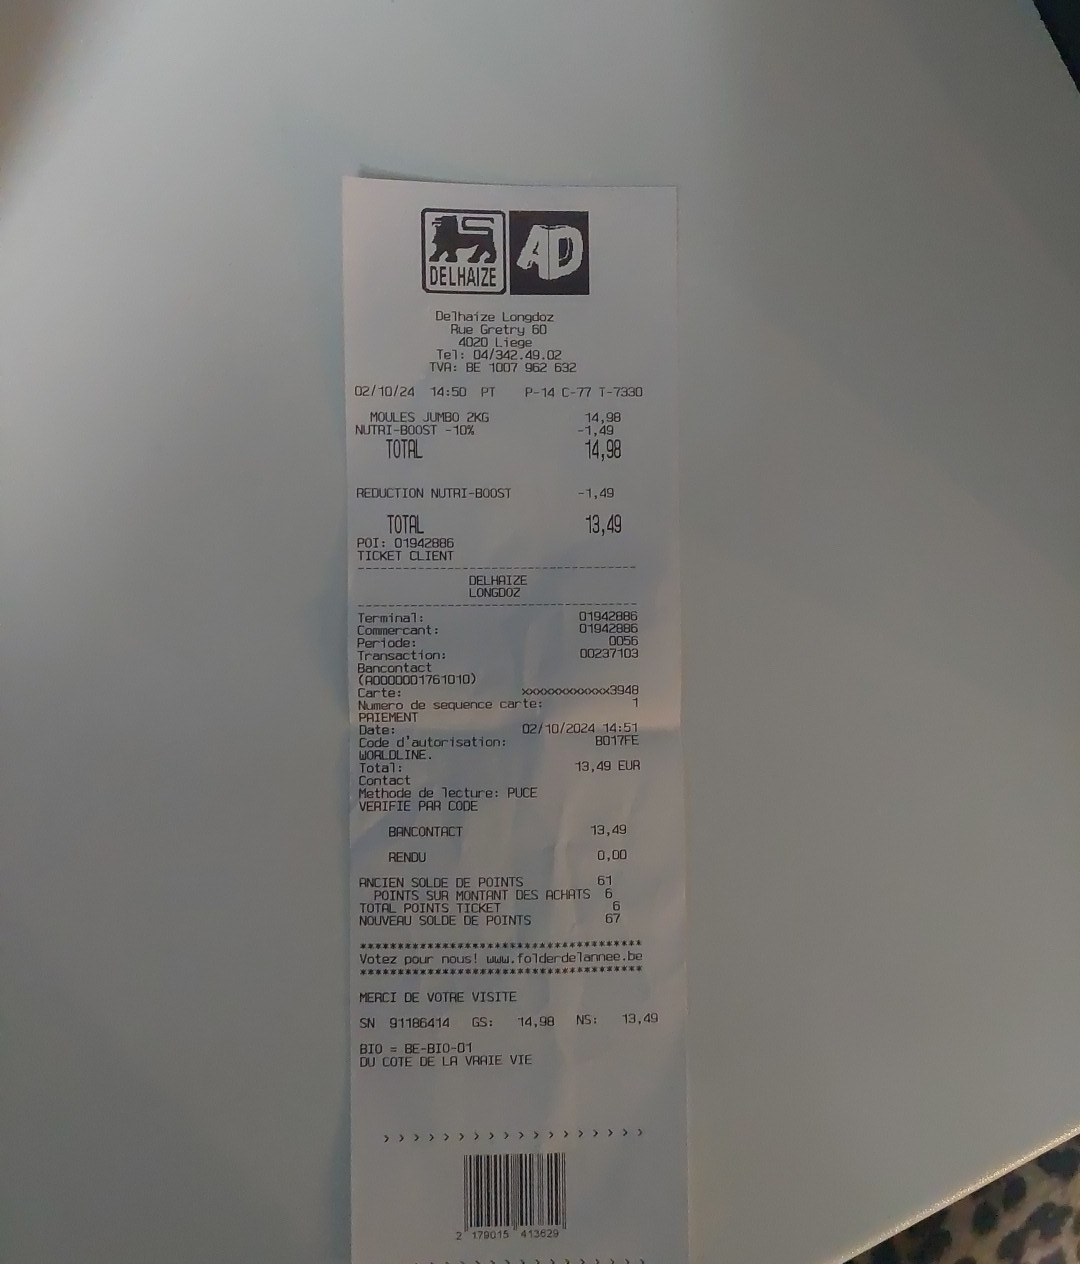 DELHAIZE AD
Delhaize Longdoz
Rue Gretry 60
4020 Liege
Tel: 04/342.49.02
TVA: BE 1007 962 632
02/10/24 14:50 PT P-14 C-77 T-7330
MOULES JUMBO 2KG 14,98
NUTRI-BOOST -10% -1,49
TOTAL 14,98
REDUCTION NUTRI-BOOST -1,49
TOTAL 13,49
POI: 01942886
TICKET CLIENT
DELHAIZE
LONGDOZ
Terminal: 01942886
Commercant: 01942886
Periode: 0056
Transaction: 00237103
Bancontact
(A0000001761010)
Carte: xxxxxxxxxxxxx3948
Numero de sequence carte: 1
PAIEMENT
Date: 02/10/2024 14:51
Code d'autorisation: B017FE
WORLDLINE.
Total: 13,49 EUR
Contact
Methode de lecture: PUCE
VERIFIE PAR CODE
BANCONTACT 13,49
RENDU 0,00
ANCIEN SOLDE DE POINTS 61
POINTS SUR MONTANT DES ACHATS 6
TOTAL POINTS TICKET 6
NOUVEAU SOLDE DE POINTS 67
****************************************
Votez pour nous! www.folderdelannee.be
****************************************
MERCI DE VOTRE VISITE
SN 91186414 GS: 14,98 NS: 13,49
BIO = BE-BIO-01
DU COTE DE LA VRAIE VIE
> > > > > > > > > > > > > > > > > >
2 179015 413629